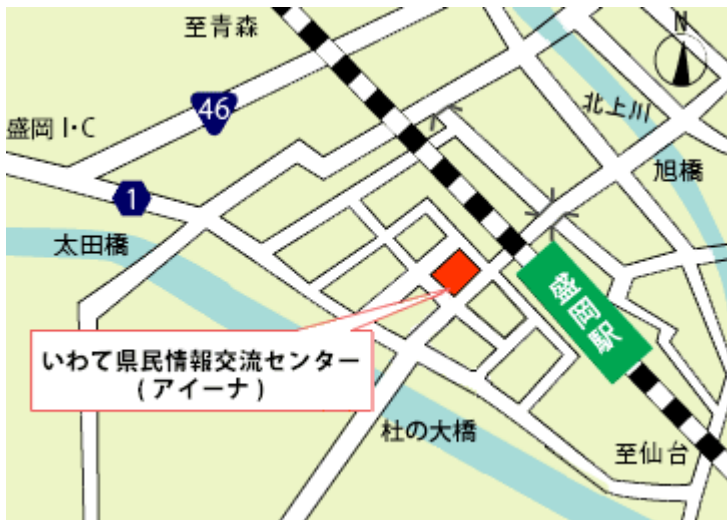 至青森
N
46
北上川
盛岡 I・C
旭橋
1
太田橋
盛岡駅
いわて県民情報交流センター
(アイーナ)
杜の大橋
至仙台